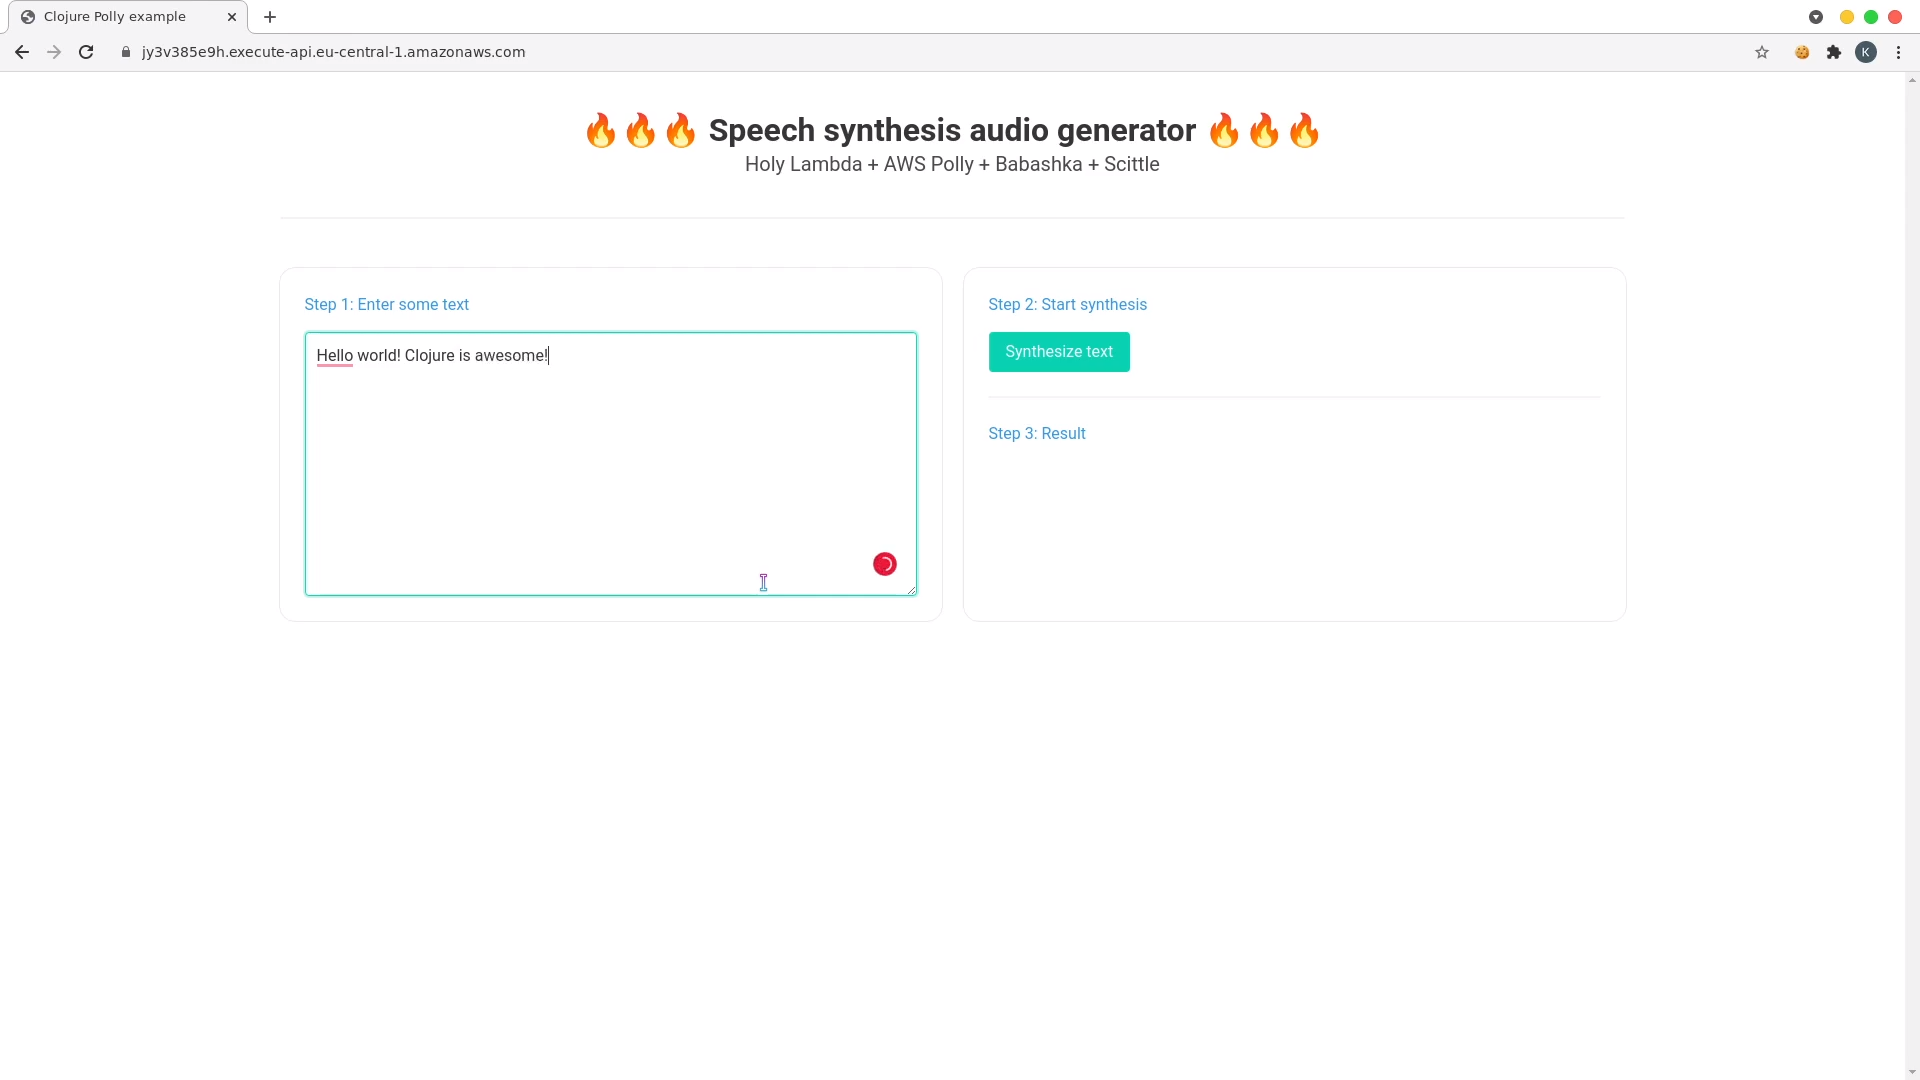 Clojure Polly example
jy3v385e9h.execute-api.eu-central-1.amazonaws.com
K
🔥🔥🔥 Speech synthesis audio generator 🔥🔥🔥
Holy Lambda + AWS Polly + Babashka + Scittle
Step 1: Enter some text
Hello world! Clojure is awesome!
Step 2: Start synthesis
Synthesize text
Step 3: Result